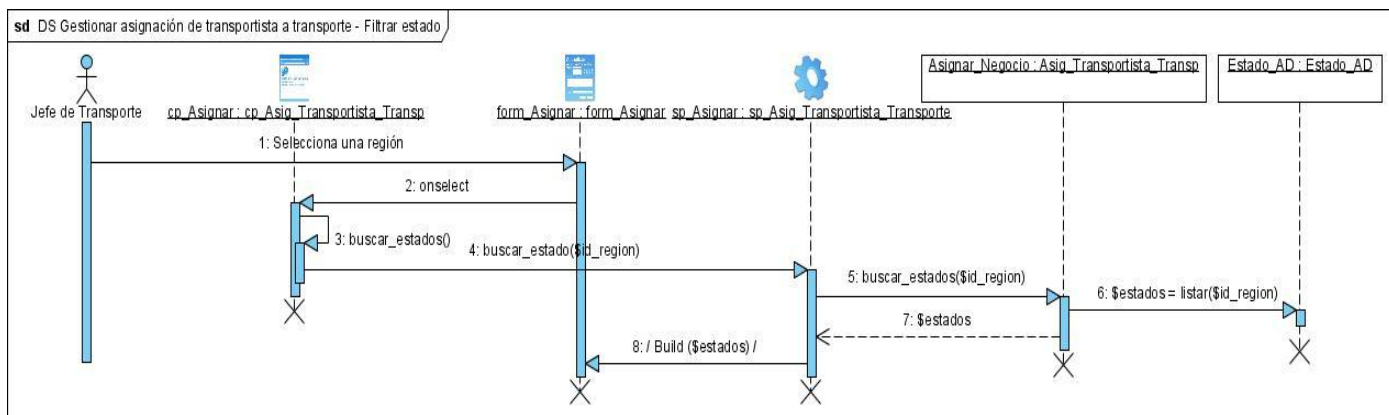 sd DS Gestionar asignación de transportista a transporte - Filtrar estado
Jefe de Transporte
cp_Asignar : cp_Asig_Transportista_Transp
form_Asignar : form_Asignar
sp_Asignar : sp_Asig_Transportista_Transporte
Asignar_Negocio : Asig_Transportista_Transp
Estado_AD : Estado_AD
1: Selecciona una región
2: onselect
3: buscar_estados()
4: buscar_estado($id_region)
5: buscar_estados($id_region)
6: $estados = listar($id_region)
7: $estados
8: / Build ($estados) /